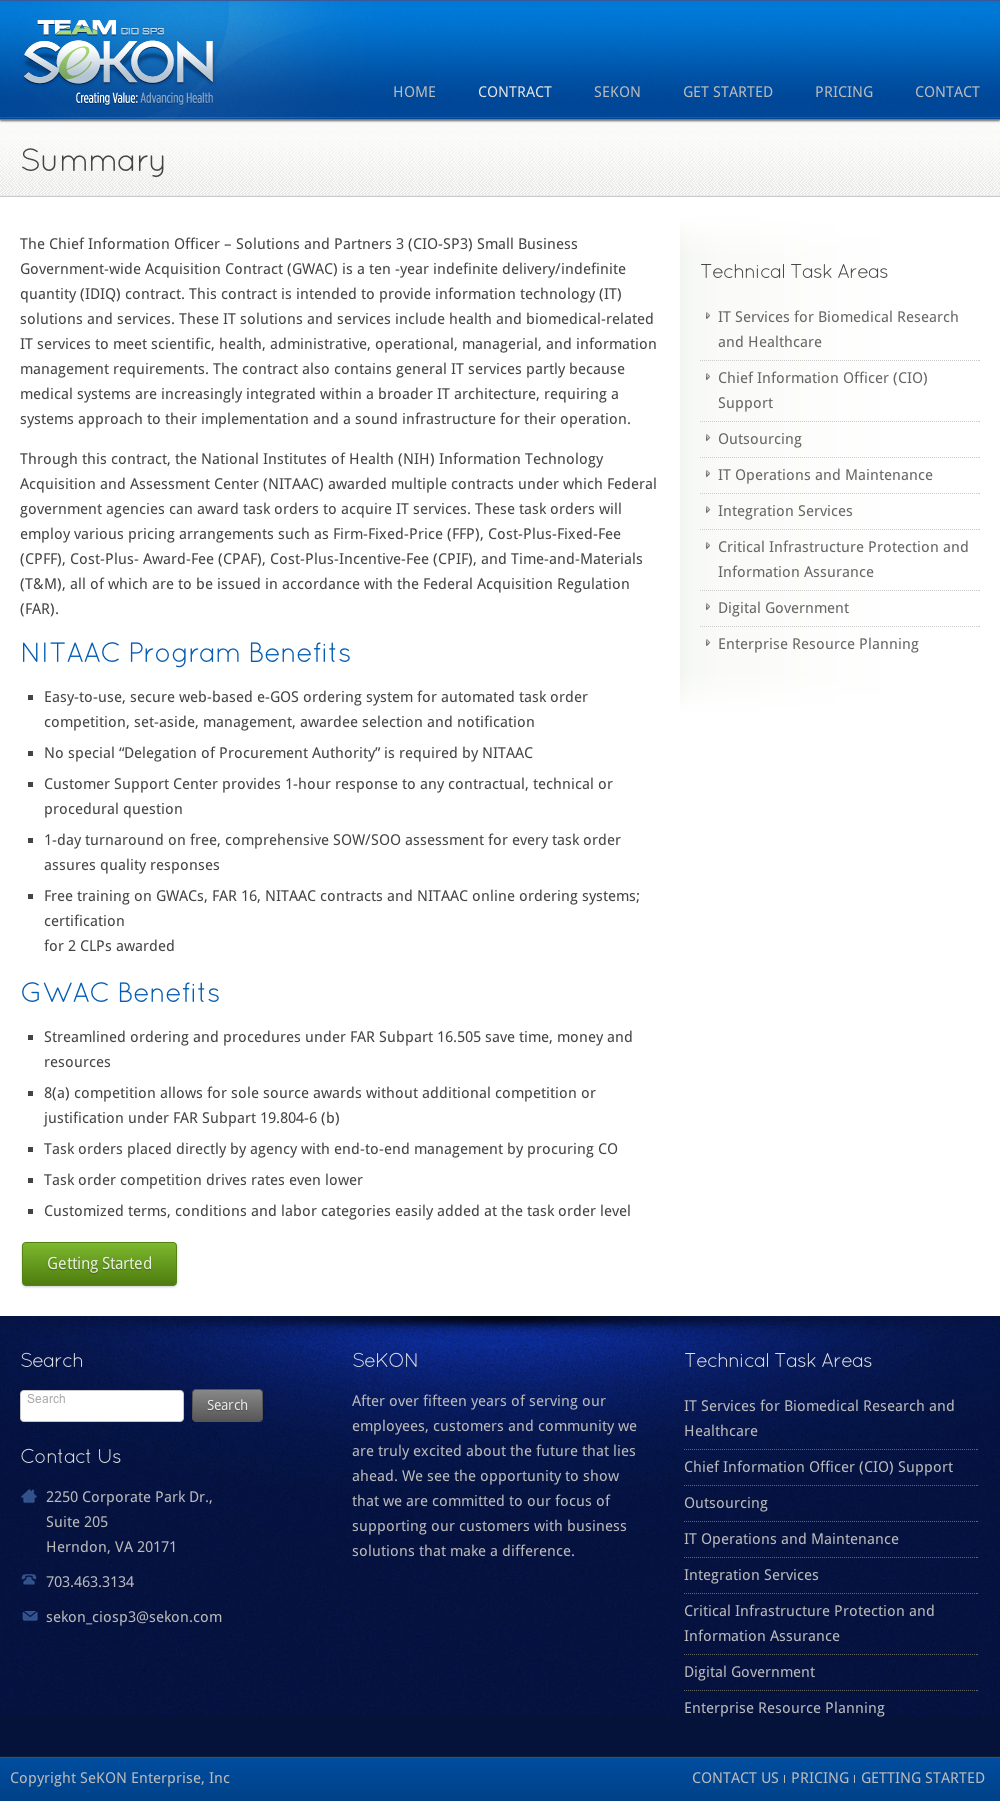 TEAM CIO SP3
SeKON
Creating Value: Advancing Health
HOME
CONTRACT
SEKON
GET STARTED
PRICING
CONTACT
Summary
The Chief Information Officer – Solutions and Partners 3 (CIO-SP3) Small Business
Government-wide Acquisition Contract (GWAC) is a ten -year indefinite delivery/indefinite
quantity (IDIQ) contract. This contract is intended to provide information technology (IT)
solutions and services. These IT solutions and services include health and biomedical-related
IT services to meet scientific, health, administrative, operational, managerial, and information
management requirements. The contract also contains general IT services partly because
medical systems are increasingly integrated within a broader IT architecture, requiring a
systems approach to their implementation and a sound infrastructure for their operation.
Through this contract, the National Institutes of Health (NIH) Information Technology
Acquisition and Assessment Center (NITAAC) awarded multiple contracts under which Federal
government agencies can award task orders to acquire IT services. These task orders will
employ various pricing arrangements such as Firm-Fixed-Price (FFP), Cost-Plus-Fixed-Fee
(CPFF), Cost-Plus- Award-Fee (CPAF), Cost-Plus-Incentive-Fee (CPIF), and Time-and-Materials
(T&M), all of which are to be issued in accordance with the Federal Acquisition Regulation
(FAR).
NITAAC Program Benefits
Easy-to-use, secure web-based e-GOS ordering system for automated task order
competition, set-aside, management, awardee selection and notification
No special “Delegation of Procurement Authority” is required by NITAAC
Customer Support Center provides 1-hour response to any contractual, technical or
procedural question
1-day turnaround on free, comprehensive SOW/SOO assessment for every task order
assures quality responses
Free training on GWACs, FAR 16, NITAAC contracts and NITAAC online ordering systems;
certification
for 2 CLPs awarded
GWAC Benefits
Streamlined ordering and procedures under FAR Subpart 16.505 save time, money and
resources
8(a) competition allows for sole source awards without additional competition or
justification under FAR Subpart 19.804-6 (b)
Task orders placed directly by agency with end-to-end management by procuring CO
Task order competition drives rates even lower
Customized terms, conditions and labor categories easily added at the task order level
Getting Started
Technical Task Areas
IT Services for Biomedical Research
and Healthcare
Chief Information Officer (CIO)
Support
Outsourcing
IT Operations and Maintenance
Integration Services
Critical Infrastructure Protection and
Information Assurance
Digital Government
Enterprise Resource Planning
Search
Search
Search
Contact Us
2250 Corporate Park Dr.,
Suite 205
Herndon, VA 20171
703.463.3134
sekon_ciosp3@sekon.com
SeKON
After over fifteen years of serving our
employees, customers and community we
are truly excited about the future that lies
ahead. We see the opportunity to show
that we are committed to our focus of
supporting our customers with business
solutions that make a difference.
Technical Task Areas
IT Services for Biomedical Research and
Healthcare
Chief Information Officer (CIO) Support
Outsourcing
IT Operations and Maintenance
Integration Services
Critical Infrastructure Protection and
Information Assurance
Digital Government
Enterprise Resource Planning
Copyright SeKON Enterprise, Inc
CONTACT US | PRICING | GETTING STARTED